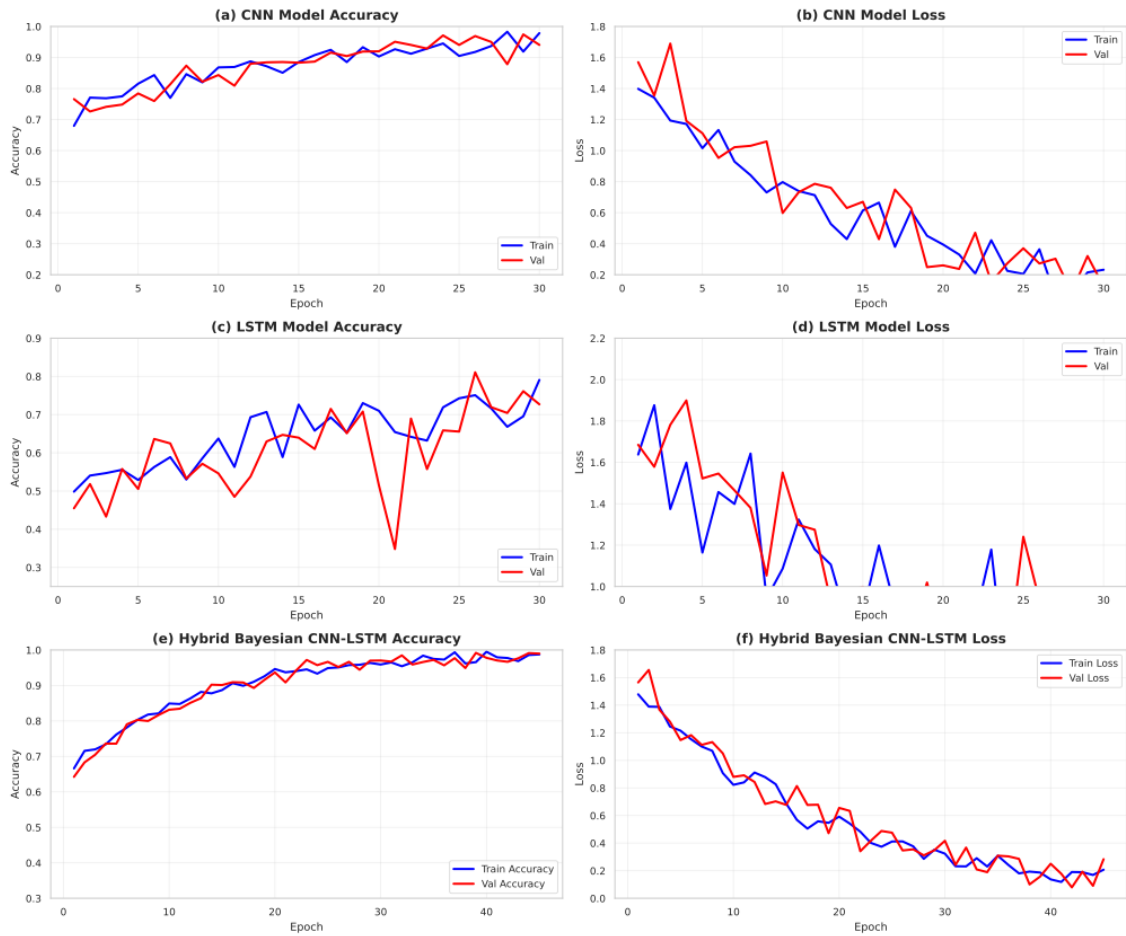 (a) CNN Model Accuracy
1.0
0.9
0.8
0.7
0.6
0.5
0.4
0.3
0.2
Accuracy
Train
Val
0 5 10 15 20 25 30
Epoch
(b) CNN Model Loss
1.8
1.6
1.4
1.2
1.0
0.8
0.6
0.4
0.2
Loss
Train
Val
0 5 10 15 20 25 30
Epoch
(c) LSTM Model Accuracy
0.9
0.8
0.7
0.6
0.5
0.4
0.3
Accuracy
Train
Val
0 5 10 15 20 25 30
Epoch
(d) LSTM Model Loss
2.2
2.0
1.8
1.6
1.4
1.2
1.0
Loss
Train
Val
0 5 10 15 20 25 30
Epoch
(e) Hybrid Bayesian CNN-LSTM Accuracy
1.0
0.9
0.8
0.7
0.6
0.5
0.4
0.3
Accuracy
Train Accuracy
Val Accuracy
0 10 20 30 40
Epoch
(f) Hybrid Bayesian CNN-LSTM Loss
1.8
1.6
1.4
1.2
1.0
0.8
0.6
0.4
0.2
0.0
Loss
Train Loss
Val Loss
0 10 20 30 40
Epoch